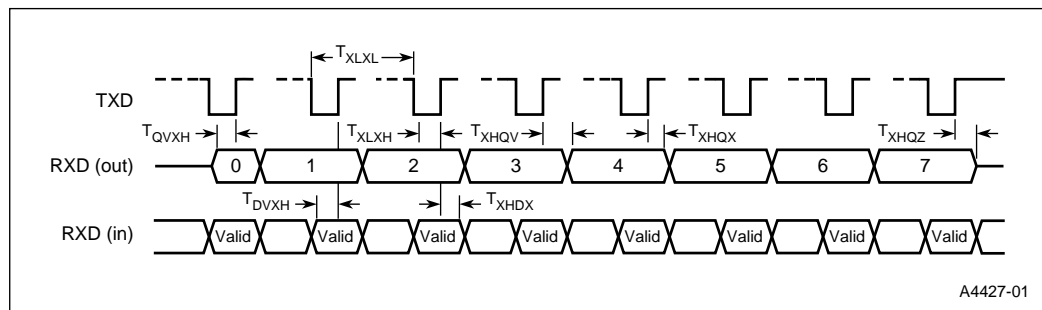 T_XLXL
TXD
T_QVXH T_XLXH T_XHQV T_XHQX T_XHQZ
RXD (out) 0 1 2 3 4 5 6 7
T_DVXH T_XHDX
RXD (in) Valid Valid Valid Valid Valid Valid Valid Valid
A4427-01